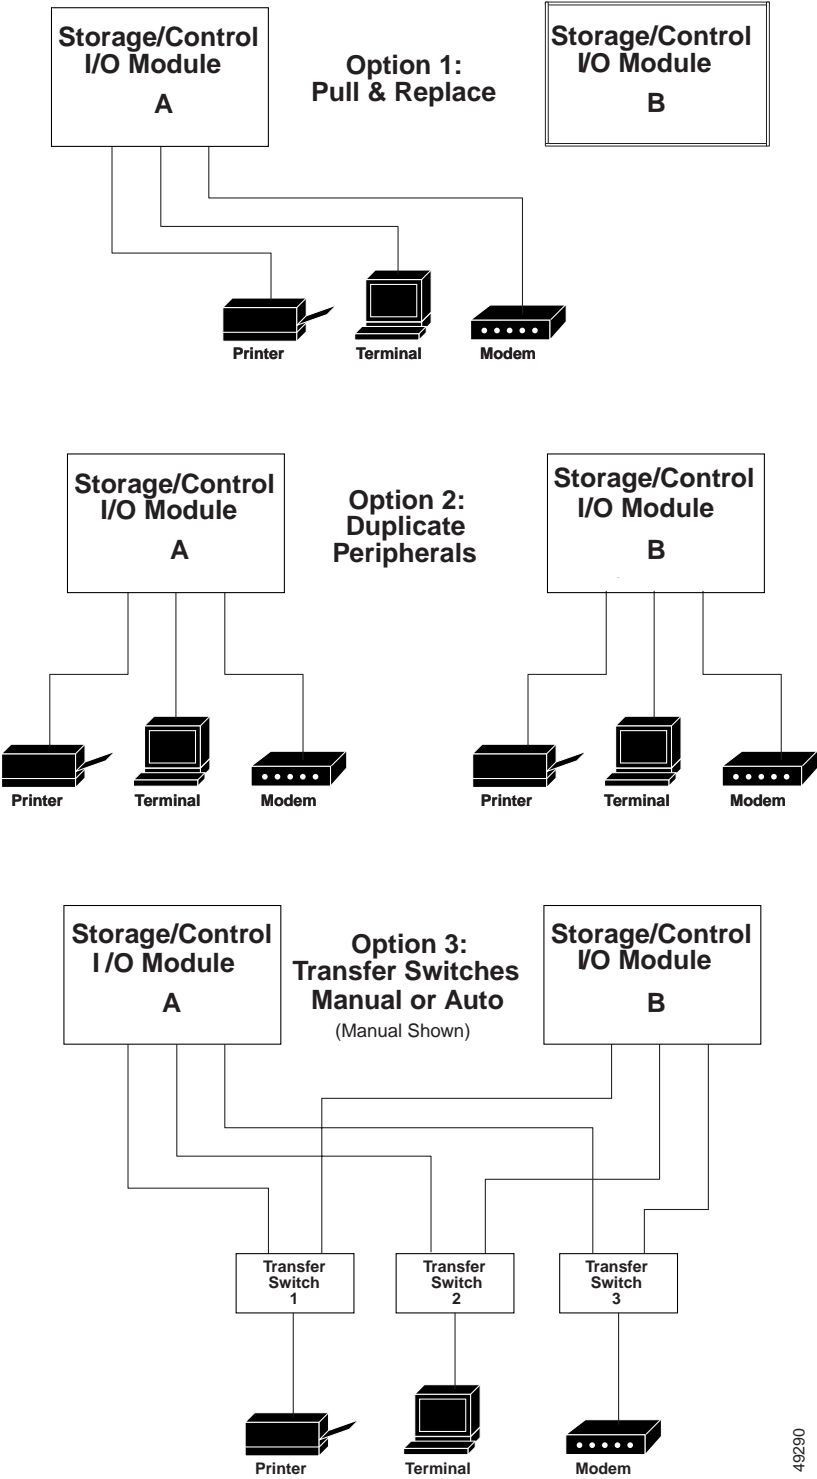 Storage/Control
I/O Module
A
Option 1:
Pull & Replace
Storage/Control
I/O Module
B
Printer
Terminal
Modem
Storage/Control
I/O Module
A
Option 2:
Duplicate
Peripherals
Storage/Control
I/O Module
B
Printer
Terminal
Modem
Printer
Terminal
Modem
Storage/Control
I /O Module
A
Option 3:
Transfer Switches
Manual or Auto
(Manual Shown)
Storage/Control
I/O Module
B
Transfer
Switch
1
Transfer
Switch
2
Transfer
Switch
3
Printer
Terminal
Modem
49290